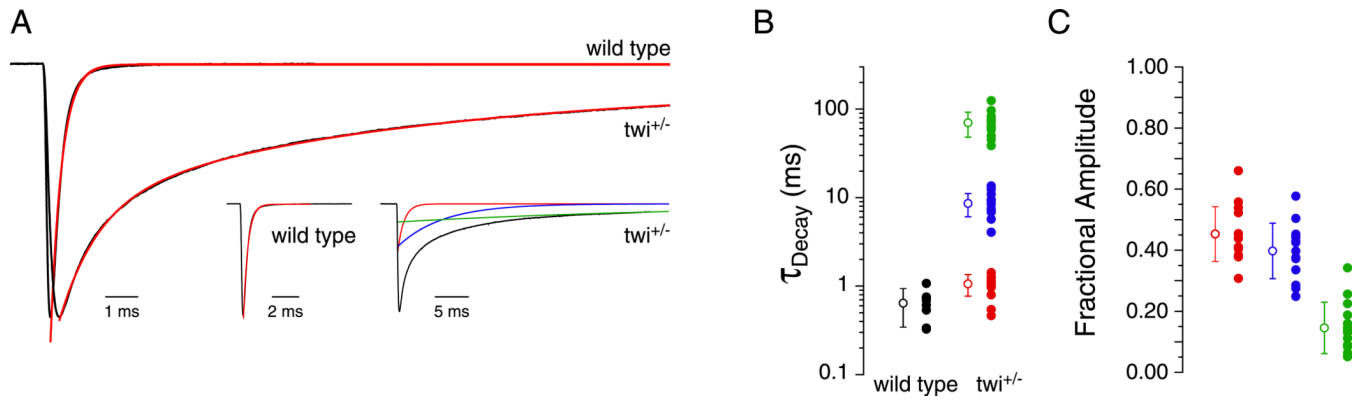 A
wild type
twi+/-
wild type
twi+/-
1 ms
2 ms
5 ms
B
τDecay (ms)
100
10
1
0.1
wild type
twi+/-
C
Fractional Amplitude
1.00
0.80
0.60
0.40
0.20
0.00